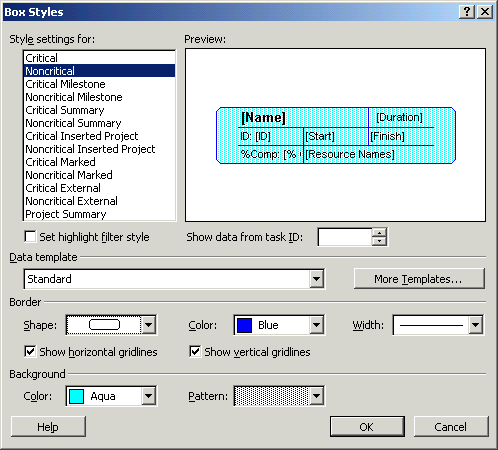 Box Styles
Style settings for:
Preview:
Critical
Noncritical
Critical Milestone
Noncritical Milestone
Critical Summary
Noncritical Summary
Critical Inserted Project
Noncritical Inserted Project
Critical Marked
Noncritical Marked
Critical External
Noncritical External
Project Summary
[Name] [Duration]
ID: [ID] [Start] [Finish]
%Comp: [% [Resource Names]
Set highlight filter style
Show data from task ID:
Data template
Standard
More Templates...
Border
Shape: Color: Blue Width:
Show horizontal gridlines
Show vertical gridlines
Background
Color: Aqua Pattern:
Help OK Cancel